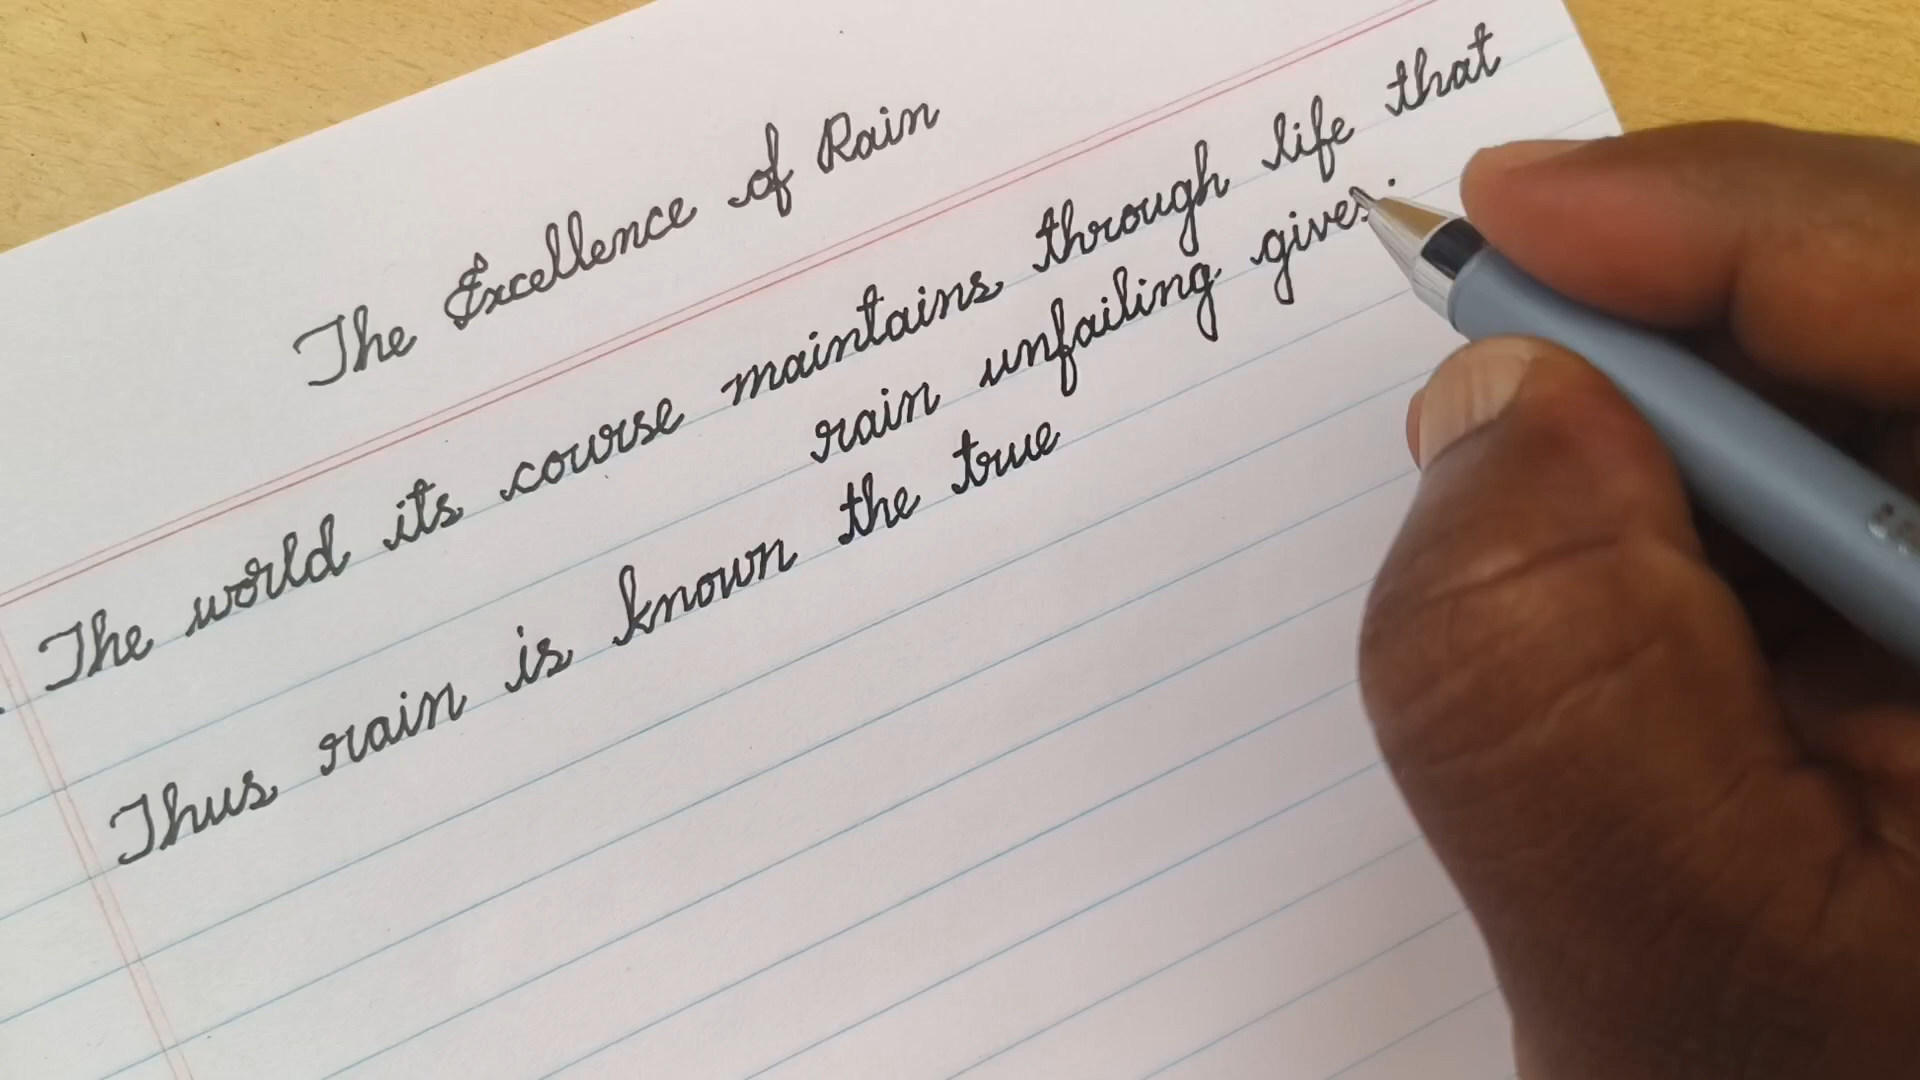 The Excellence of Rain
The world its course maintains through life that
rain unfailing gives.
Thus rain is known the true